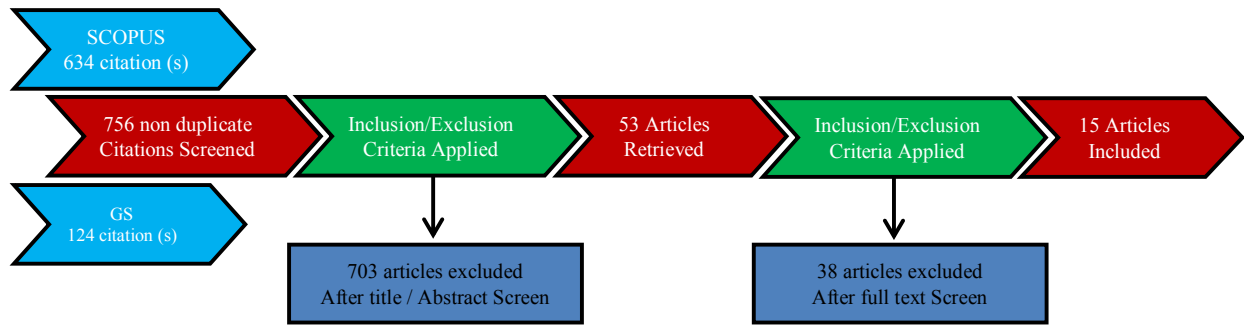 SCOPUS
634 citation (s)
756 non duplicate
Citations Screened
Inclusion/Exclusion
Criteria Applied
53 Articles
Retrieved
Inclusion/Exclusion
Criteria Applied
15 Articles
Included
GS
124 citation (s)
703 articles excluded
After title / Abstract Screen
38 articles excluded
After full text Screen